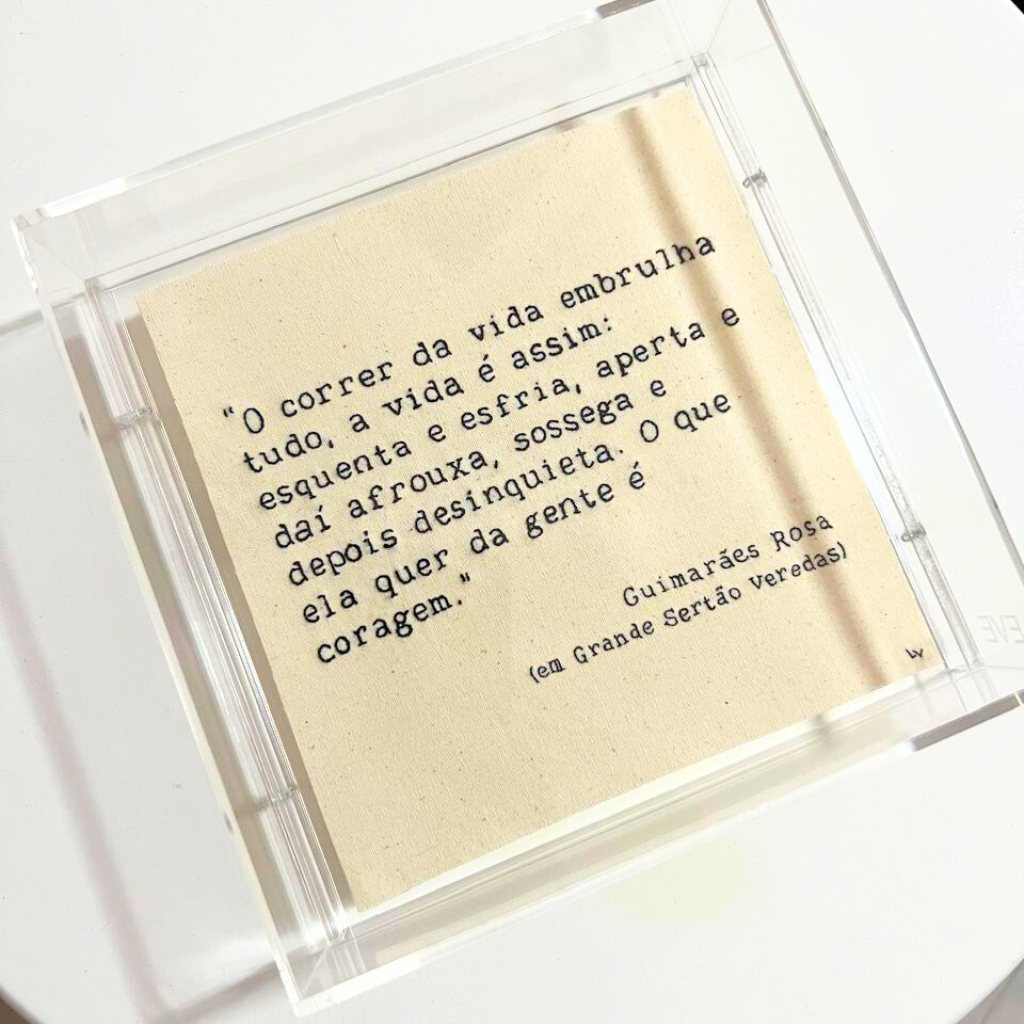 "O correr da vida embrulha
tudo, a vida é assim:
esquenta e esfria, aperta e
daí afrouxa, sossega e
depois desinquieta. O que
ela quer da gente é
coragem."
Guimarães Rosa
(em Grande Sertão Veredas)
LV